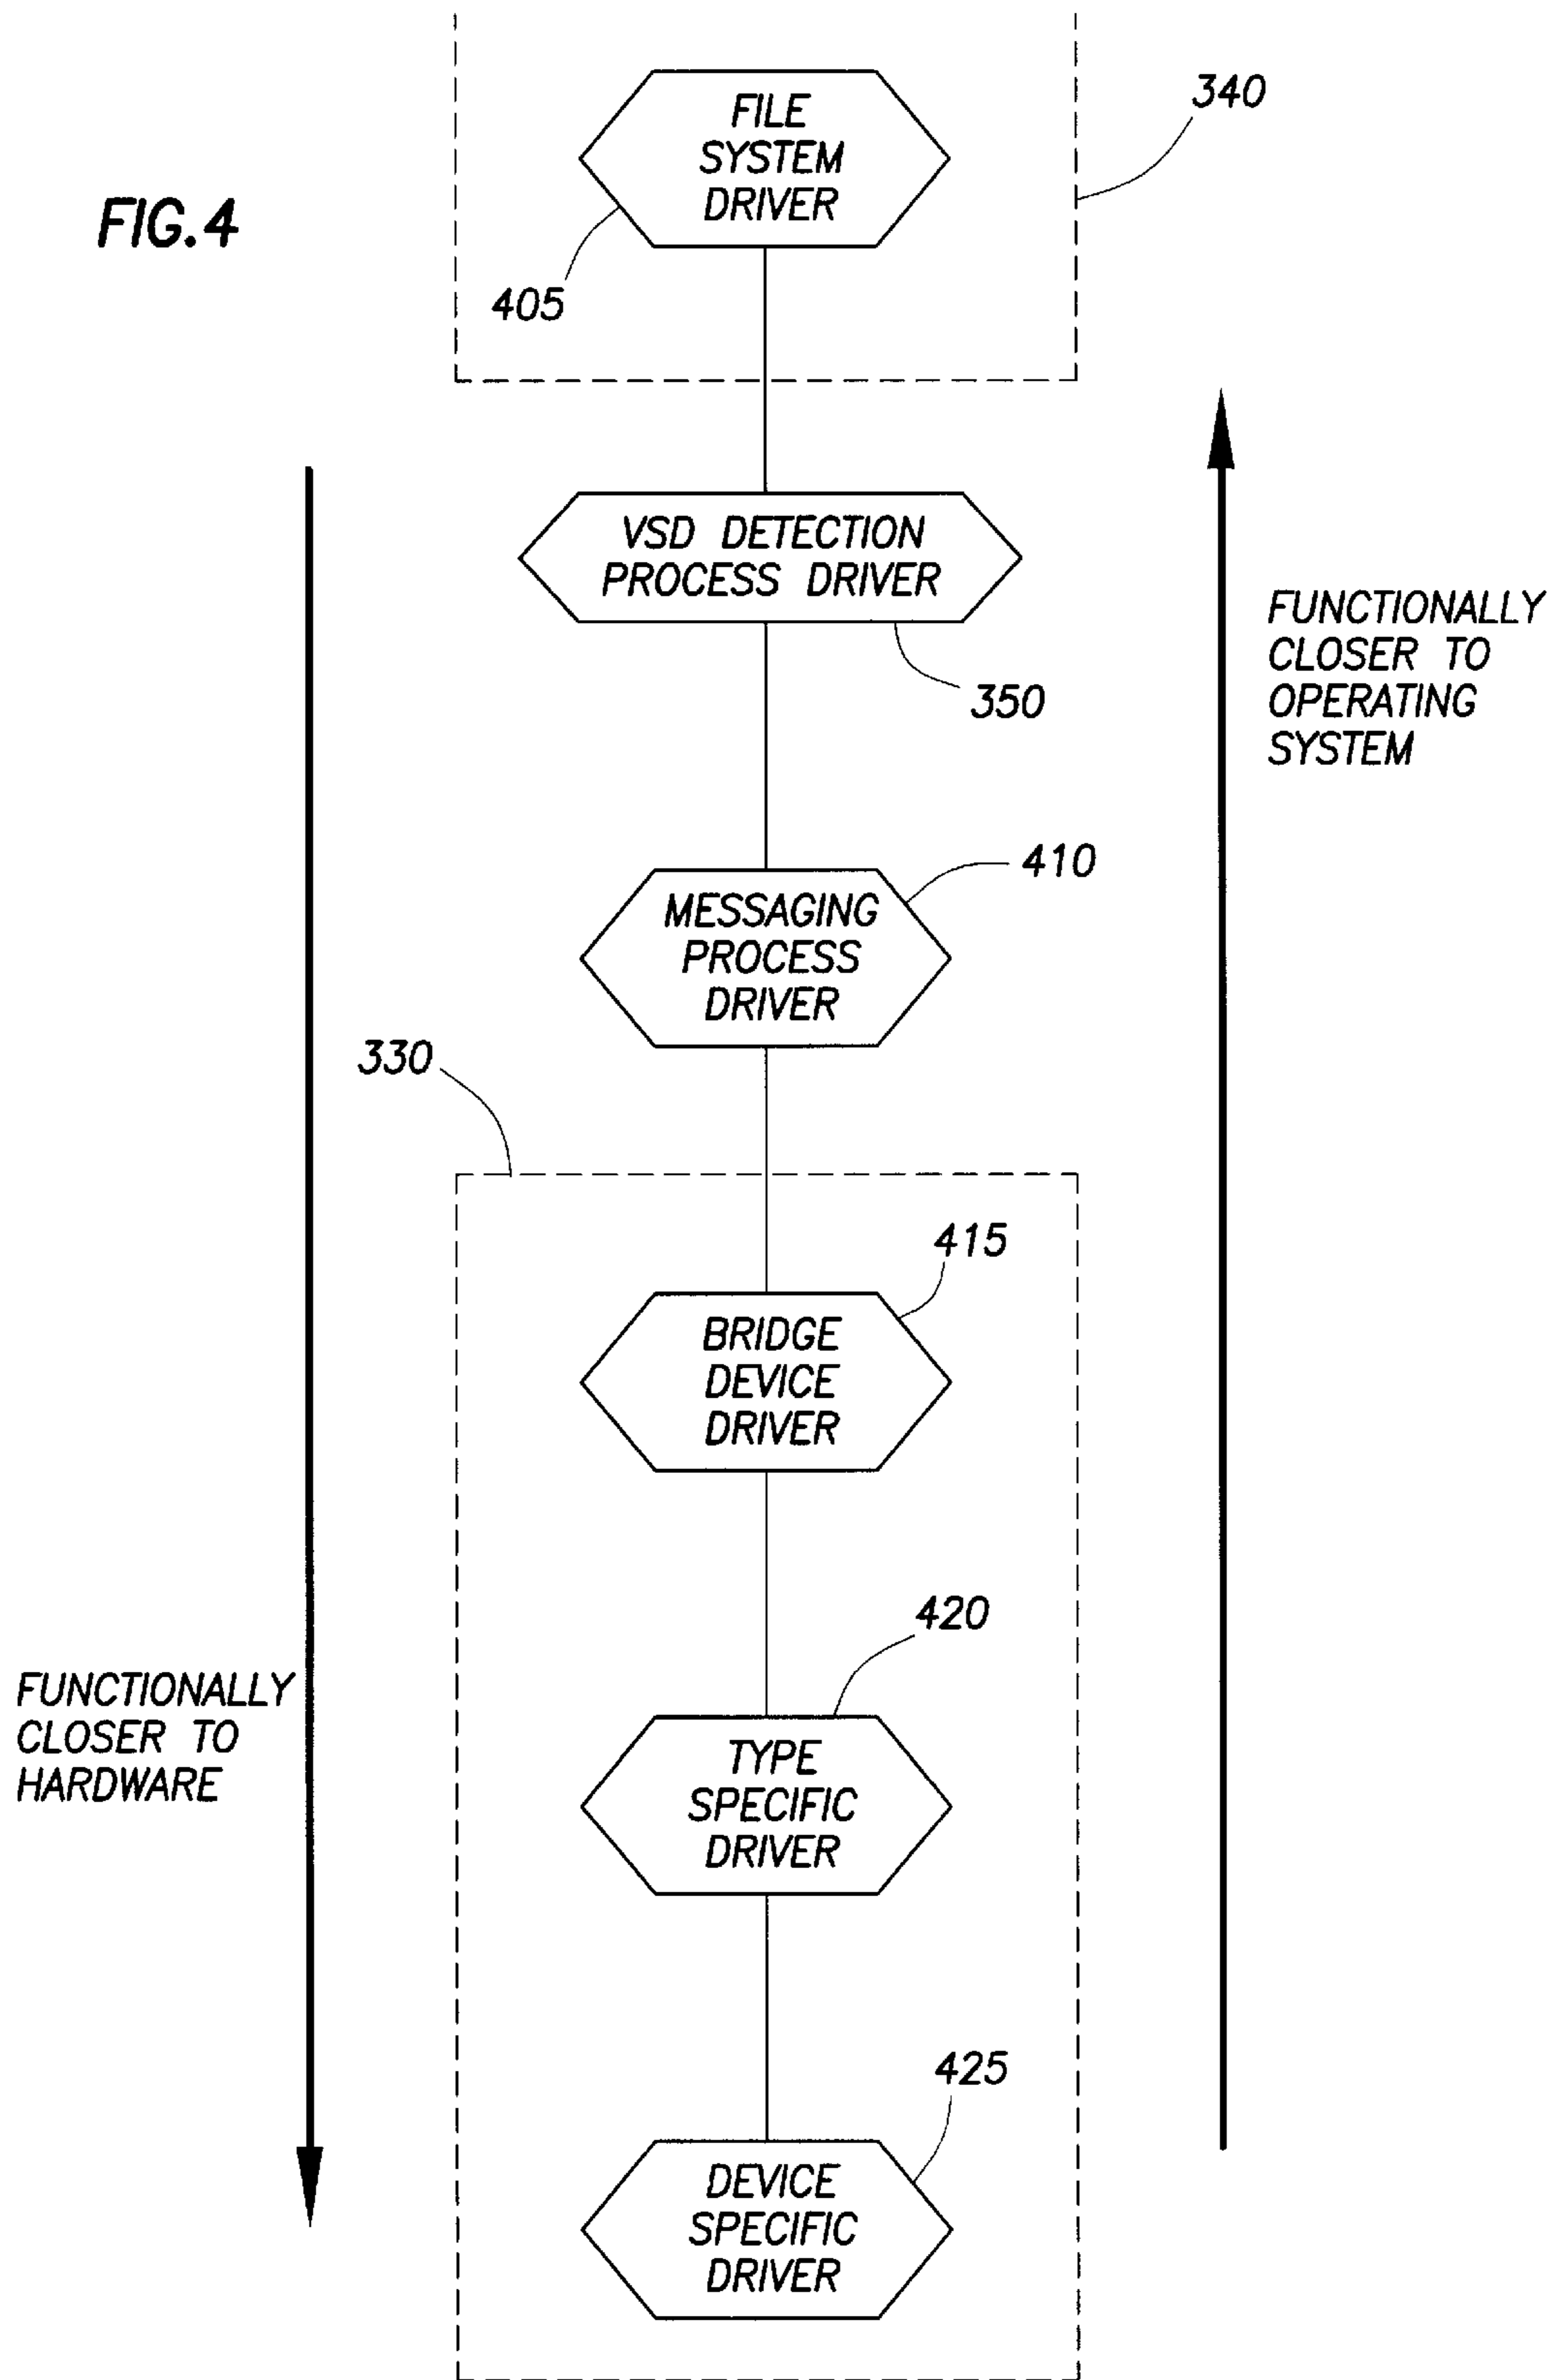 FILE
SYSTEM
DRIVER
340
FIG.4
405
VSD DETECTION
PROCESS DRIVER
350
FUNCTIONALLY
CLOSER TO
OPERATING
SYSTEM
410
MESSAGING
PROCESS
DRIVER
330
415
BRIDGE
DEVICE
DRIVER
420
FUNCTIONALLY
CLOSER TO
HARDWARE
TYPE
SPECIFIC
DRIVER
425
DEVICE
SPECIFIC
DRIVER